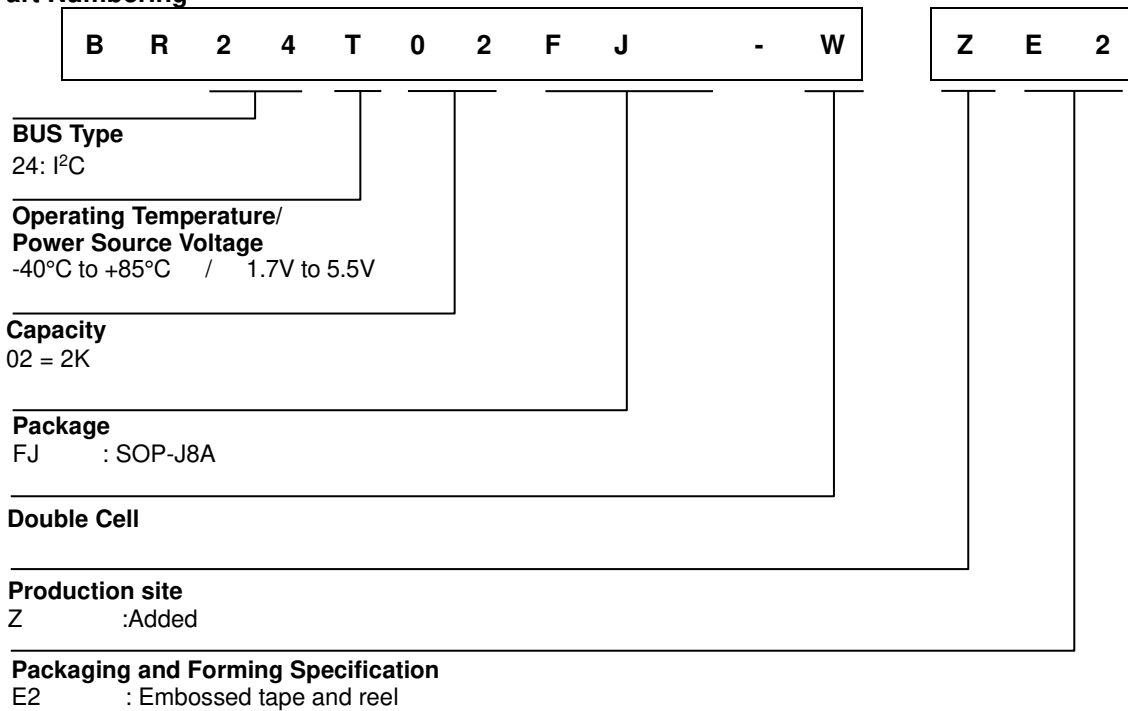 art Numbering
B R 2 4 T 0 2 F J - W Z E 2
BUS Type
24: I²C
Operating Temperature/
Power Source Voltage
-40°C to +85°C / 1.7V to 5.5V
Capacity
02 = 2K
Package
FJ : SOP-J8A
Double Cell
Production site
Z :Added
Packaging and Forming Specification
E2 : Embossed tape and reel